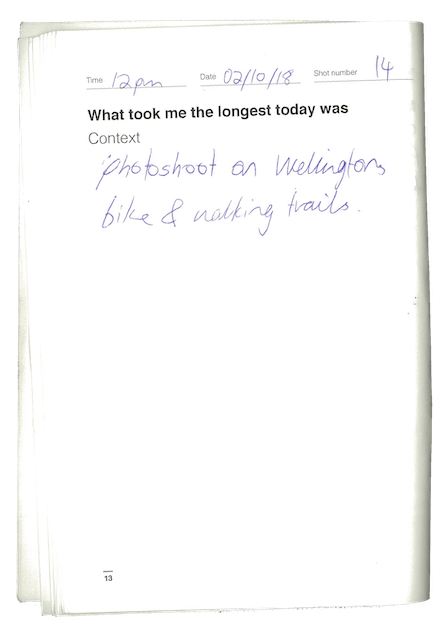 Time 12pm Date 02/10/18 Shot number 14
What took me the longest today was
Context
photoshoot on Wellingtons
bike & walking trails.
13